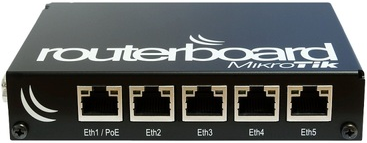 routerboard
MikroTik
Eth1 / PoE Eth2 Eth3 Eth4 Eth5